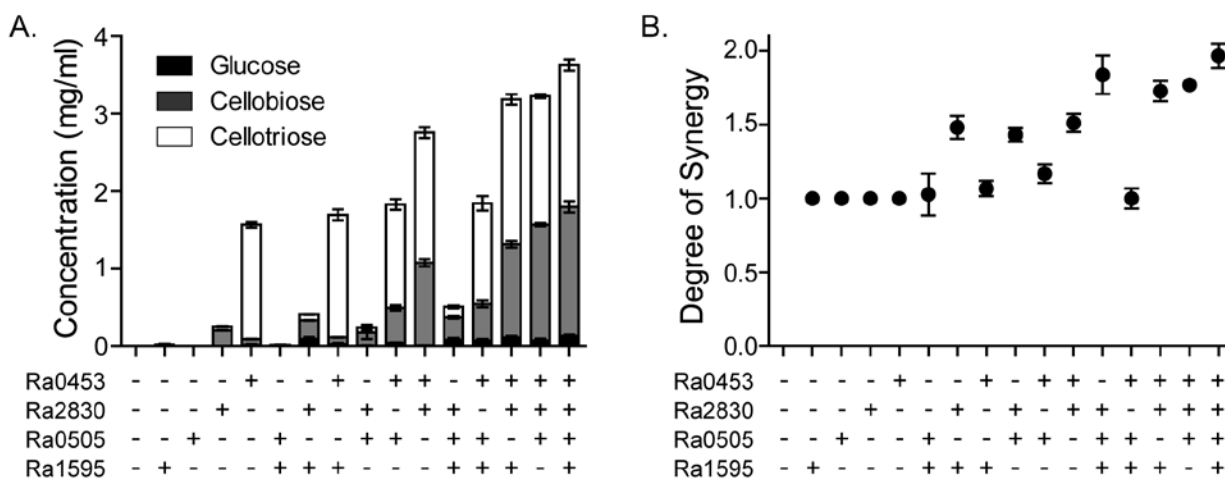 A.
Concentration (mg/ml)
4
3
2
1
0
Glucose
Cellobiose
Cellotriose
Ra0453 - - - - + - - + - + + - + + + +
Ra2830 - - - + - - + - + - + + - + + +
Ra0505 - - + - - + - - + + - + + - + +
Ra1595 - + - - - + + + - - - + + + - +
B.
Degree of Synergy
2.0
1.5
1.0
0.5
0.0
Ra0453 - - - - + - - + - + + - + + + +
Ra2830 - - - + - - + - + - + + - + + +
Ra0505 - - + - - + - - + + - + + - + +
Ra1595 - + - - - + + + - - - + + + - +